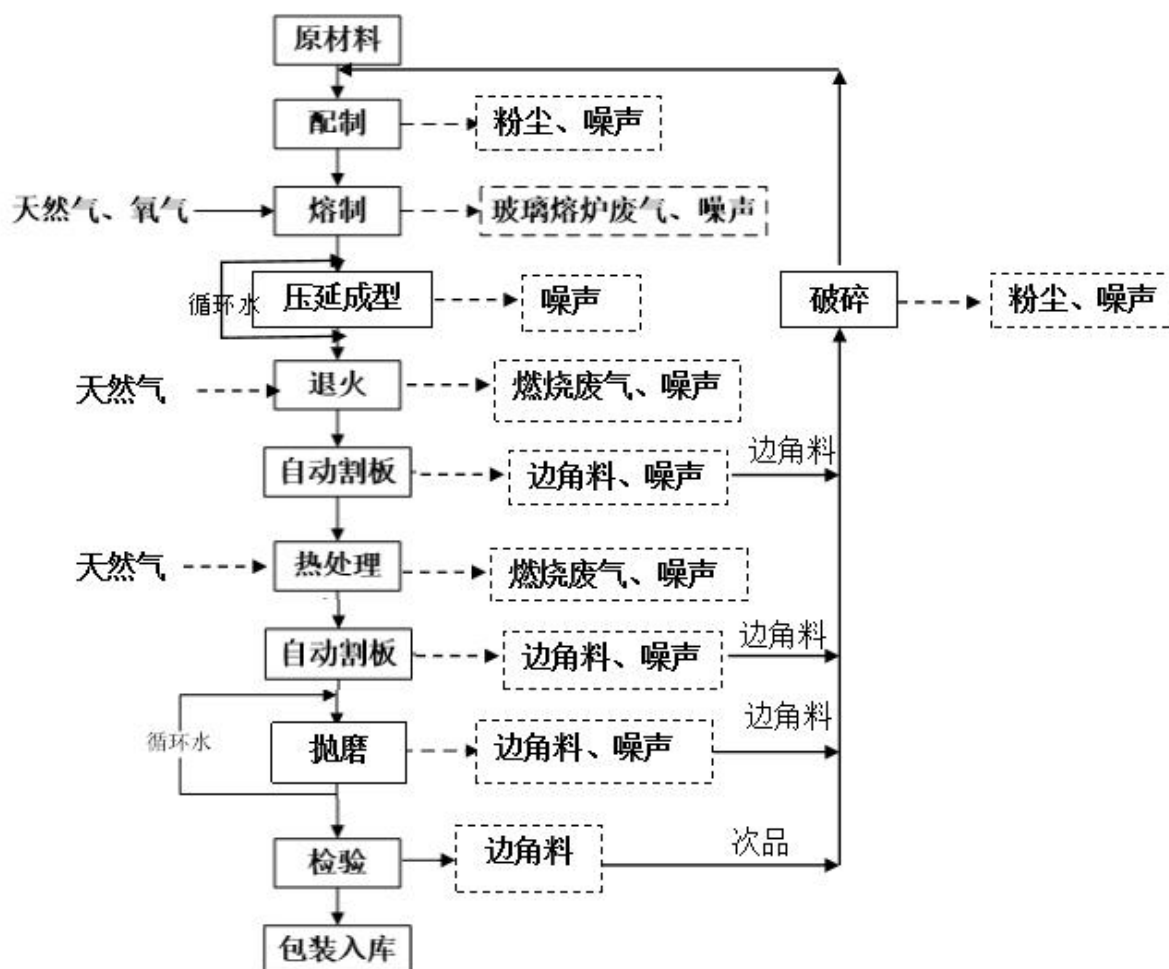 原材料
配制
粉尘、噪声
天然气、氧气
熔制
玻璃熔炉废气、噪声
循环水
压延成型
噪声
破碎
粉尘、噪声
天然气
退火
燃烧废气、噪声
自动割板
边角料、噪声
边角料
天然气
热处理
燃烧废气、噪声
自动割板
边角料、噪声
边角料
循环水
抛磨
边角料、噪声
边角料
检验
边角料
次品
包装入库